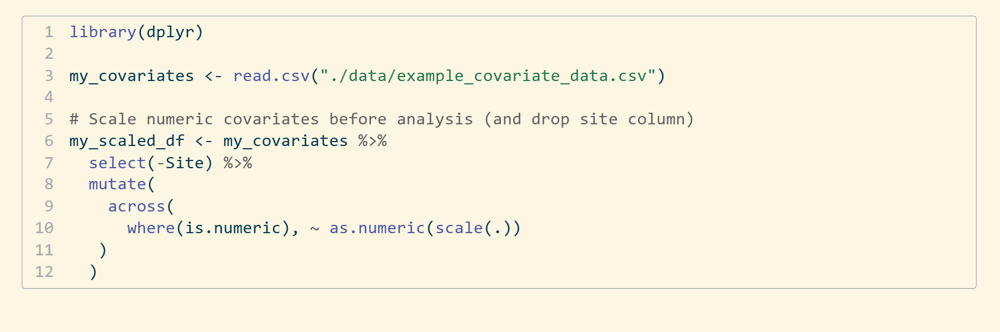 1 library(dplyr)
2
3 my_covariates <- read.csv("./data/example_covariate_data.csv")
4
5 # Scale numeric covariates before analysis (and drop site column)
6 my_scaled_df <- my_covariates %>%
7   select(-Site) %>%
8   mutate(
9     across(
10       where(is.numeric), ~ as.numeric(scale(.))
11    )
12   )